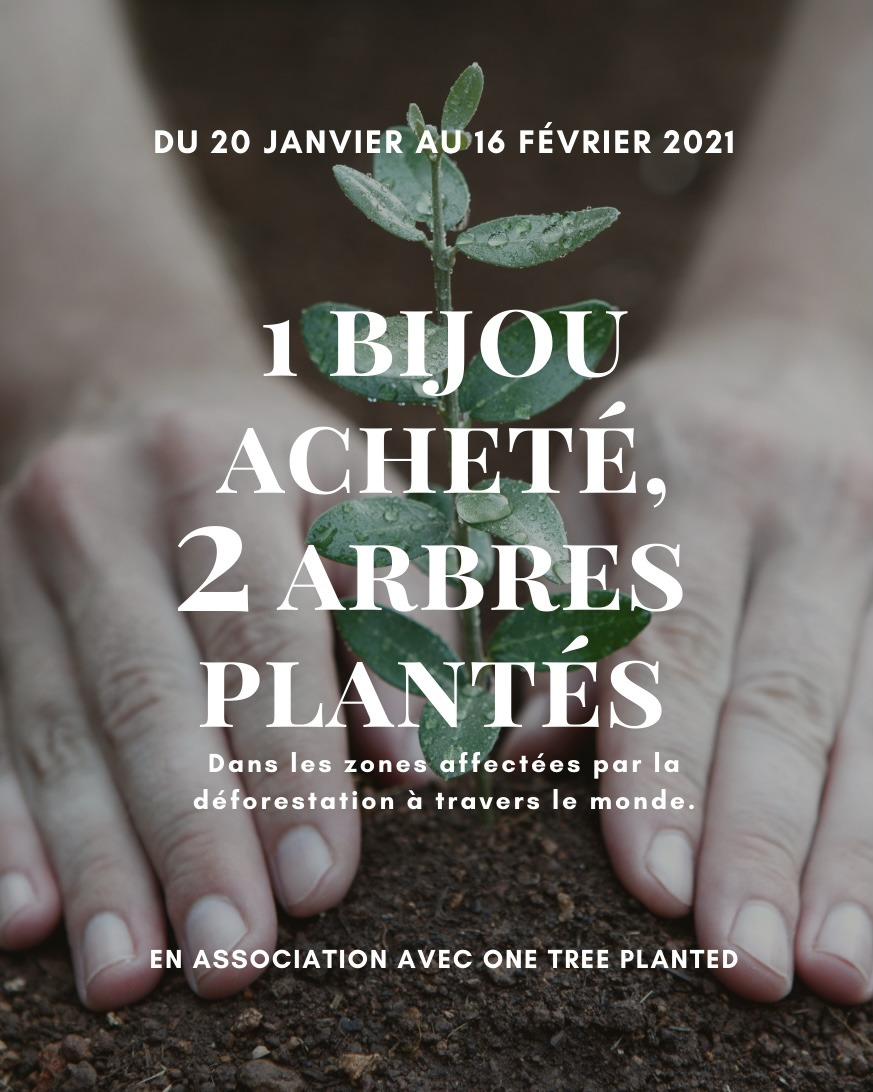 DU 20 JANVIER AU 16 FÉVRIER 2021
1 BIJOU
ACHETÉ,
2 ARBRES
PLANTÉS
Dans les zones affectées par la
déforestation à travers le monde.
EN ASSOCIATION AVEC ONE TREE PLANTED